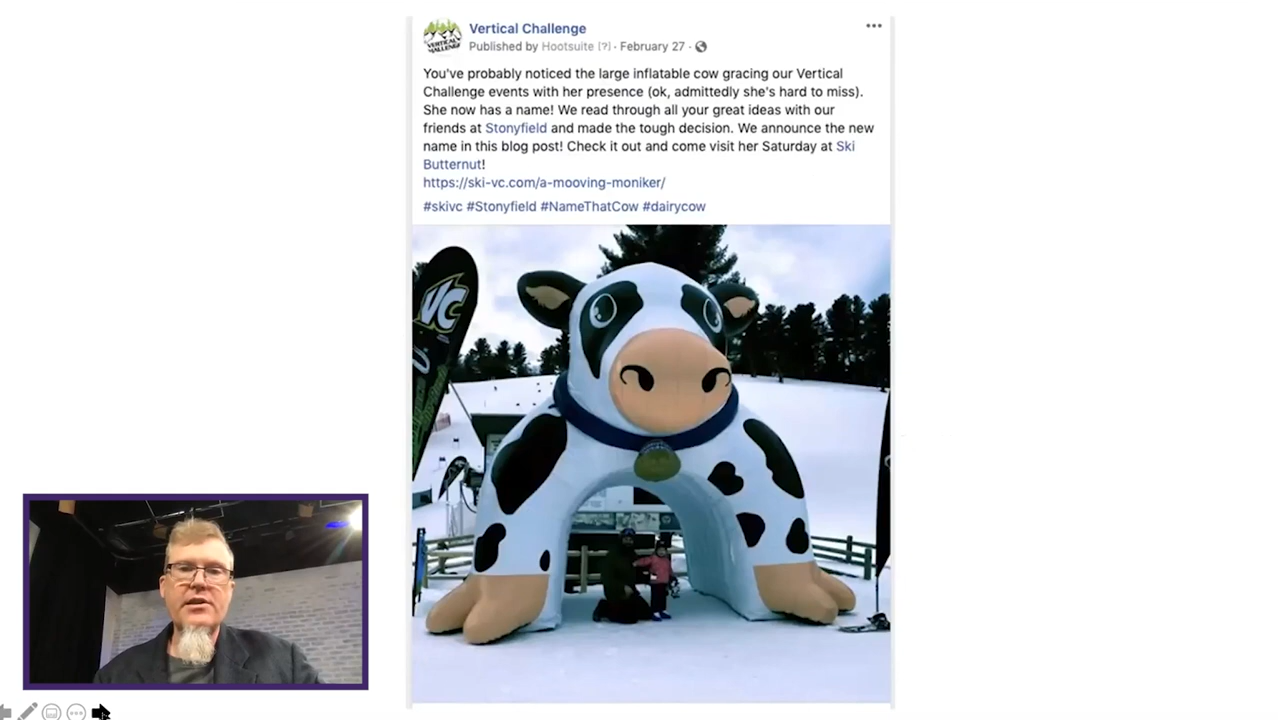 Vertical Challenge
Published by Hootsuite [?] · February 27 ·
You've probably noticed the large inflatable cow gracing our Vertical
Challenge events with her presence (ok, admittedly she's hard to miss).
She now has a name! We read through all your great ideas with our
friends at Stonyfield and made the tough decision. We announce the new
name in this blog post! Check it out and come visit her Saturday at Ski
Butternut!
https://ski-vc.com/a-mooving-moniker/
#skivc #Stonyfield #NameThatCow #dairycow
VC